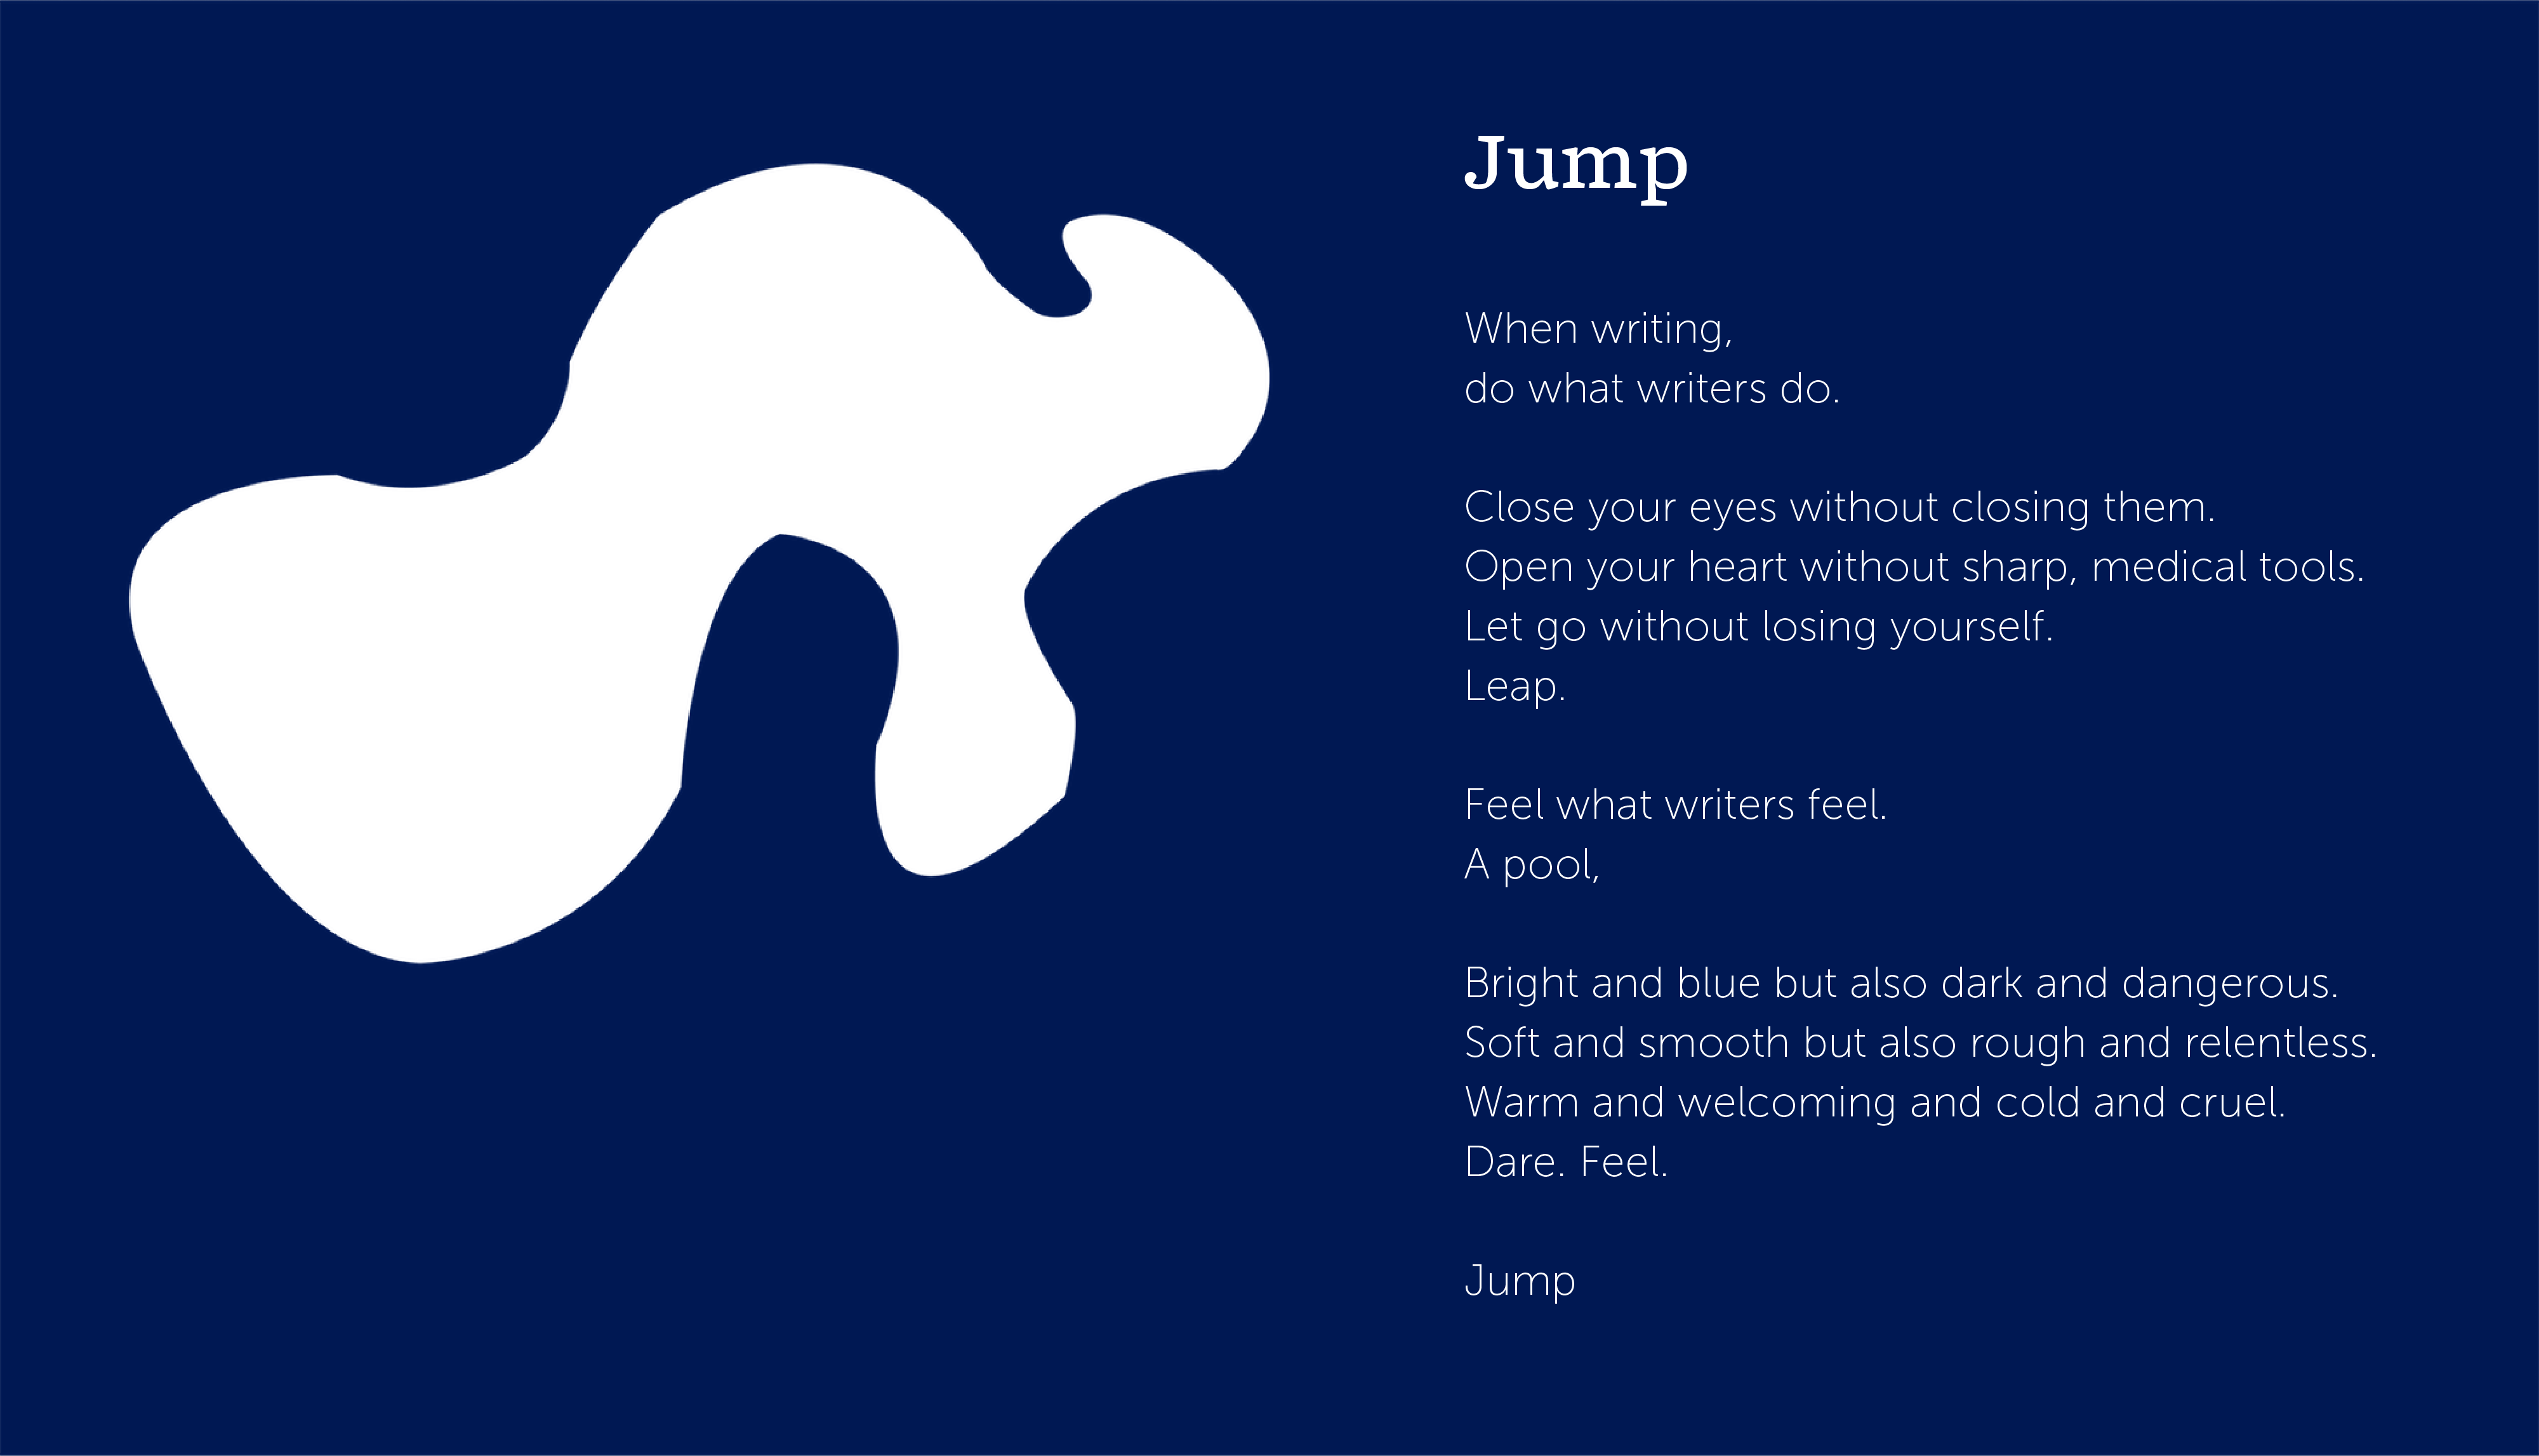 Jump
When writing,
do what writers do.
Close your eyes without closing them.
Open your heart without sharp, medical tools.
Let go without losing yourself.
Leap.
Feel what writers feel.
A pool,
Bright and blue but also dark and dangerous.
Soft and smooth but also rough and relentless.
Warm and welcoming and cold and cruel.
Dare. Feel.
Jump